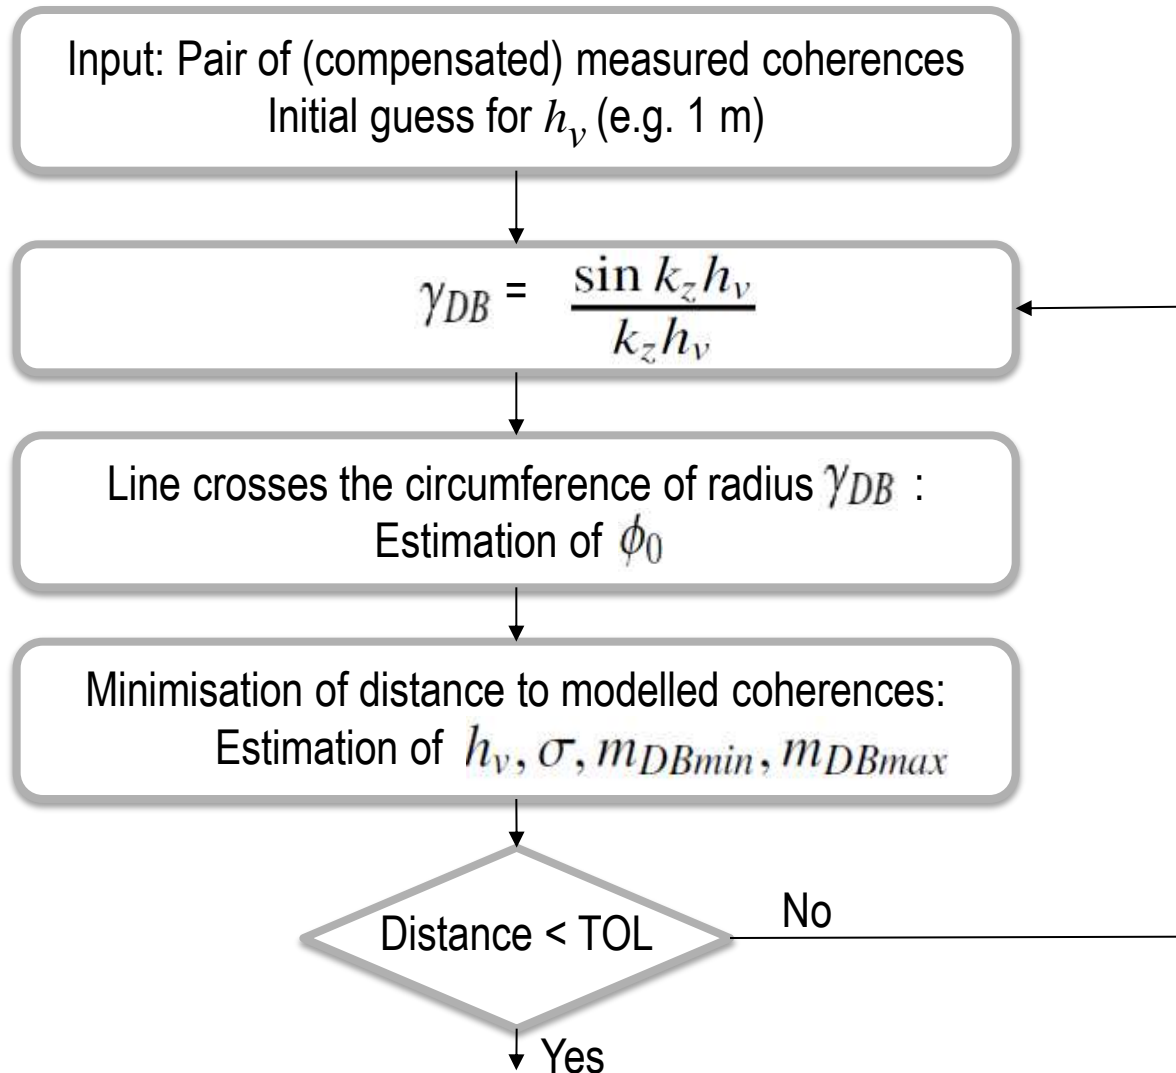 Input: Pair of (compensated) measured coherences
Initial guess for h_v (e.g. 1 m)
γ_DB = sin k_z h_v / k_z h_v
Line crosses the circumference of radius γ_DB :
Estimation of ϕ_0
Minimisation of distance to modelled coherences:
Estimation of h_v, σ, m_DBmin, m_DBmax
Distance < TOL
No
Yes